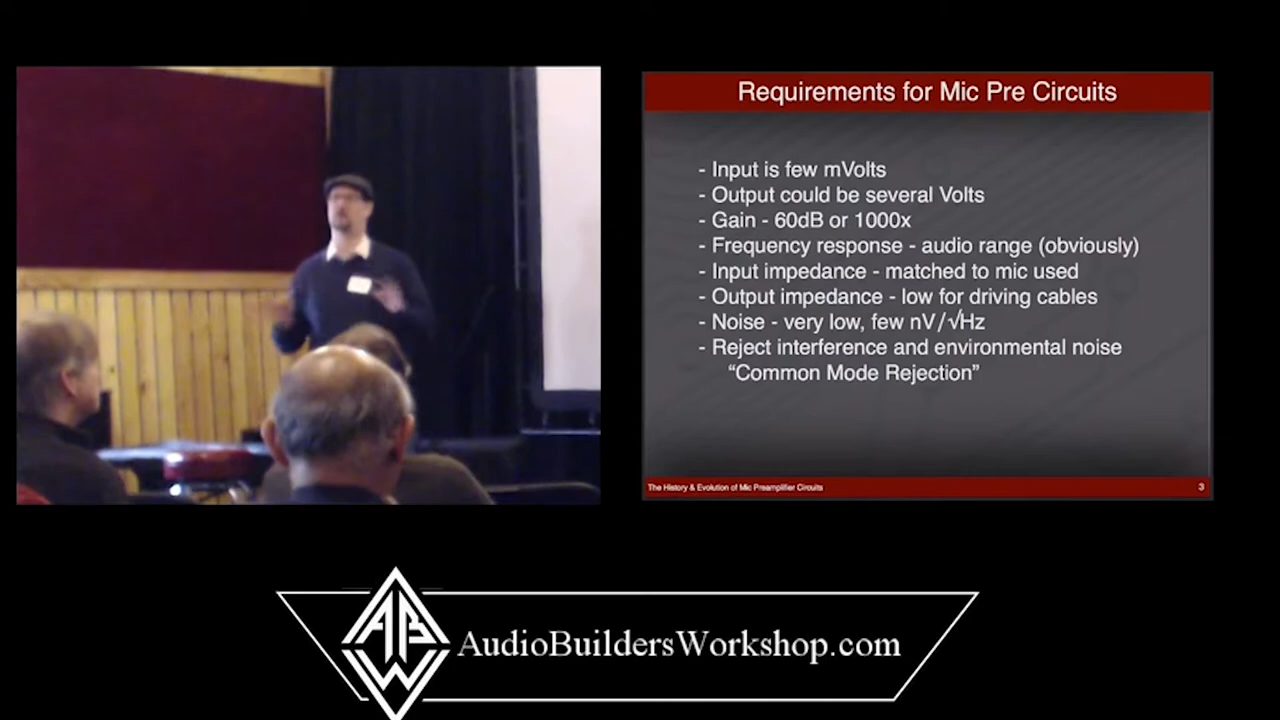 Requirements for Mic Pre Circuits
- Input is few mVolts
- Output could be several Volts
- Gain - 60dB or 1000x
- Frequency response - audio range (obviously)
- Input impedance - matched to mic used
- Output impedance - low for driving cables
- Noise - very low, few nV/√Hz
- Reject interference and environmental noise
“Common Mode Rejection”
The History & Evolution of Mic Preamplifier Circuits
3
ABW
AudioBuildersWorkshop.com